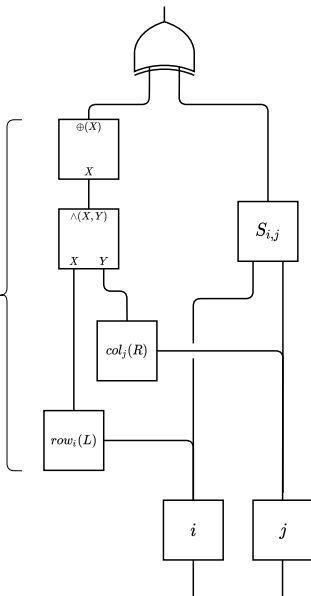 ⊕(X)
X
∧(X,Y)
X Y
S_{i,j}
col_j(R)
row_i(L)
i j